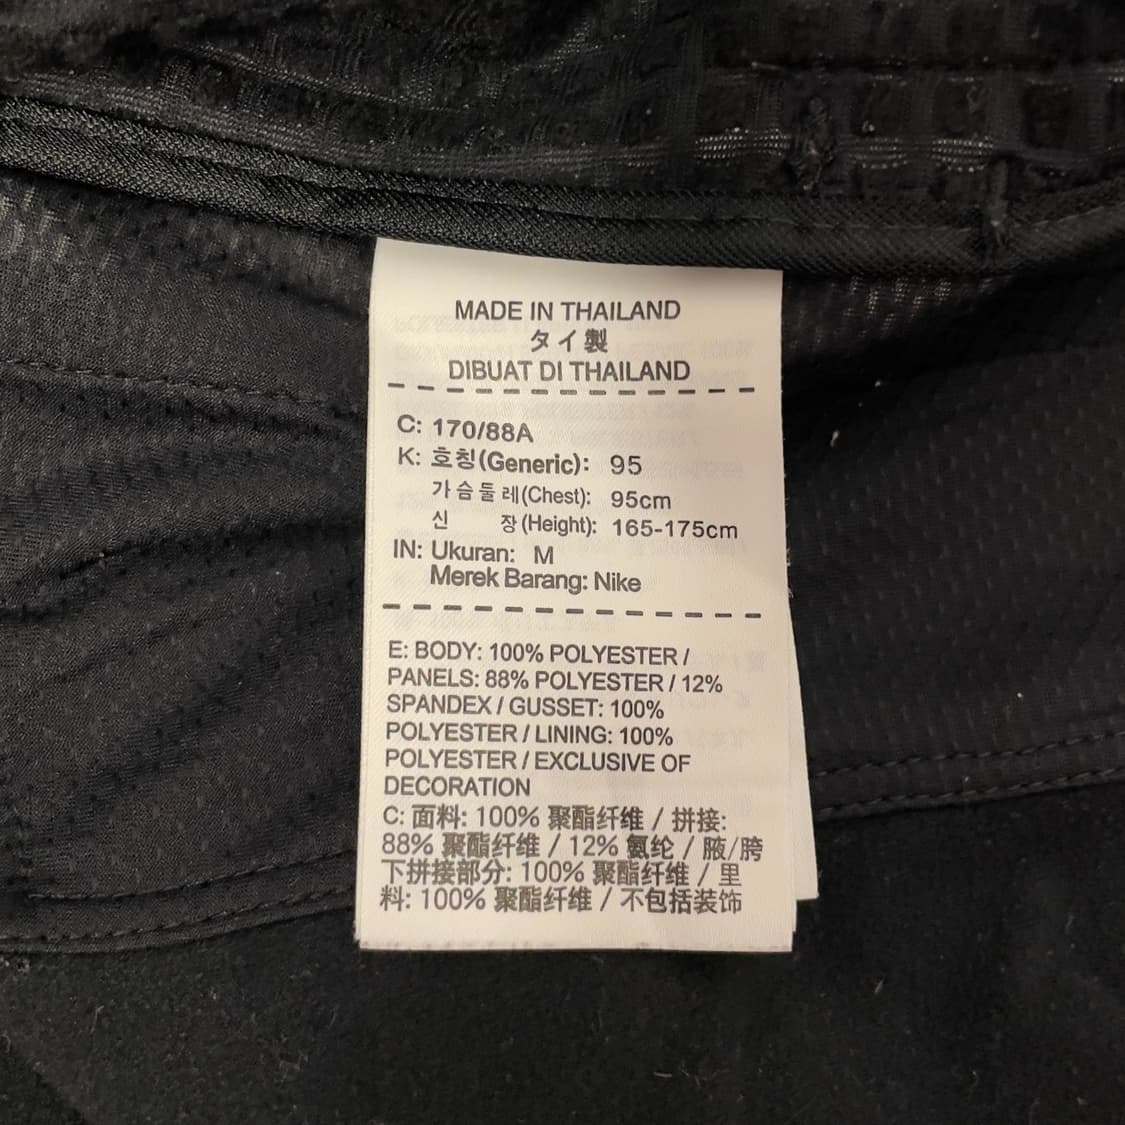 MADE IN THAILAND
タイ製
DIBUAT DI THAILAND
C: 170/88A
K: 호칭(Generic): 95
가슴둘레(Chest): 95cm
신 장(Height): 165-175cm
IN: Ukuran: M
Merek Barang: Nike
E: BODY: 100% POLYESTER /
PANELS: 88% POLYESTER / 12%
SPANDEX / GUSSET: 100%
POLYESTER / LINING: 100%
POLYESTER / EXCLUSIVE OF
DECORATION
C: 面料: 100% 聚酯纤维 / 拼接:
88% 聚酯纤维 / 12% 氨纶 / 腋/胯
下拼接部分: 100% 聚酯纤维 / 里
料: 100% 聚酯纤维 / 不包括装饰